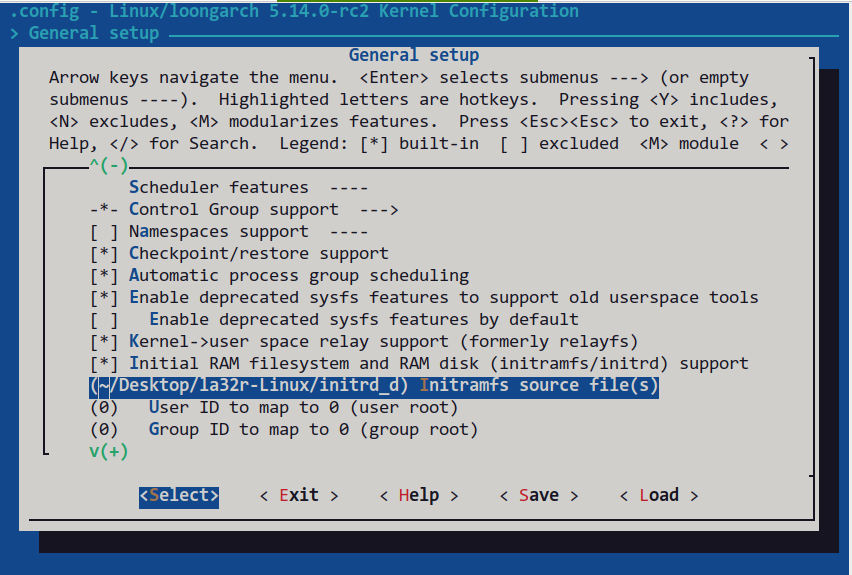 .config - Linux/loongarch 5.14.0-rc2 Kernel Configuration
> General setup
General setup
Arrow keys navigate the menu.  <Enter> selects submenus ---> (or empty
submenus ----).  Highlighted letters are hotkeys.  Pressing <Y> includes,
<N> excludes, <M> modularizes features.  Press <Esc><Esc> to exit, <?> for
Help, </> for Search.  Legend: [*] built-in  [ ] excluded  <M> module  < >
^(-)
Scheduler features  ----
-*- Control Group support  --->
[ ] Namespaces support  ----
[*] Checkpoint/restore support
[*] Automatic process group scheduling
[*] Enable deprecated sysfs features to support old userspace tools
[ ]   Enable deprecated sysfs features by default
[*] Kernel->user space relay support (formerly relayfs)
[*] Initial RAM filesystem and RAM disk (initramfs/initrd) support
(~/Desktop/la32r-Linux/initrd_d) Initramfs source file(s)
(0)   User ID to map to 0 (user root)
(0)   Group ID to map to 0 (group root)
v(+)
<Select>    < Exit >    < Help >    < Save >    < Load >